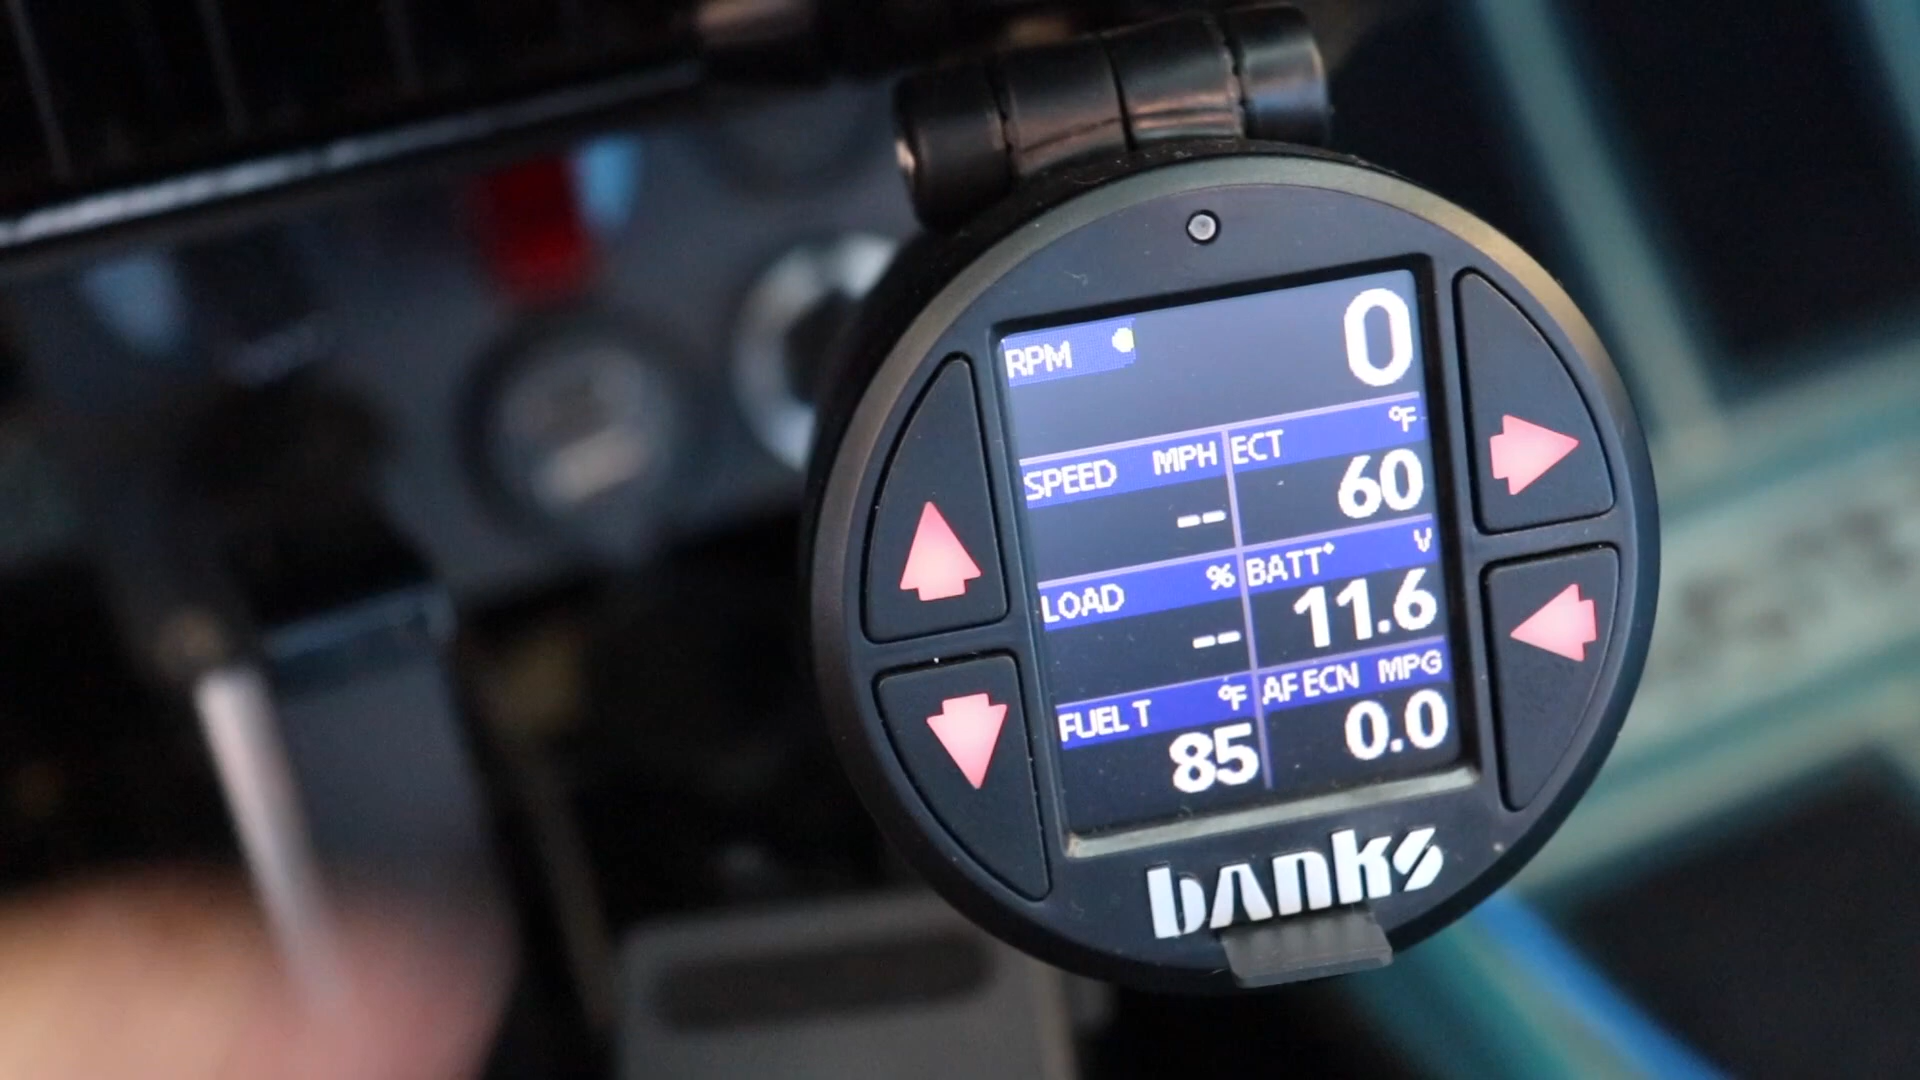 RPM 0
SPEED MPH ECT °F
-- 60
LOAD % BATT+ V
-- 11.6
FUEL T °F AF ECN MPG
85 0.0
banks